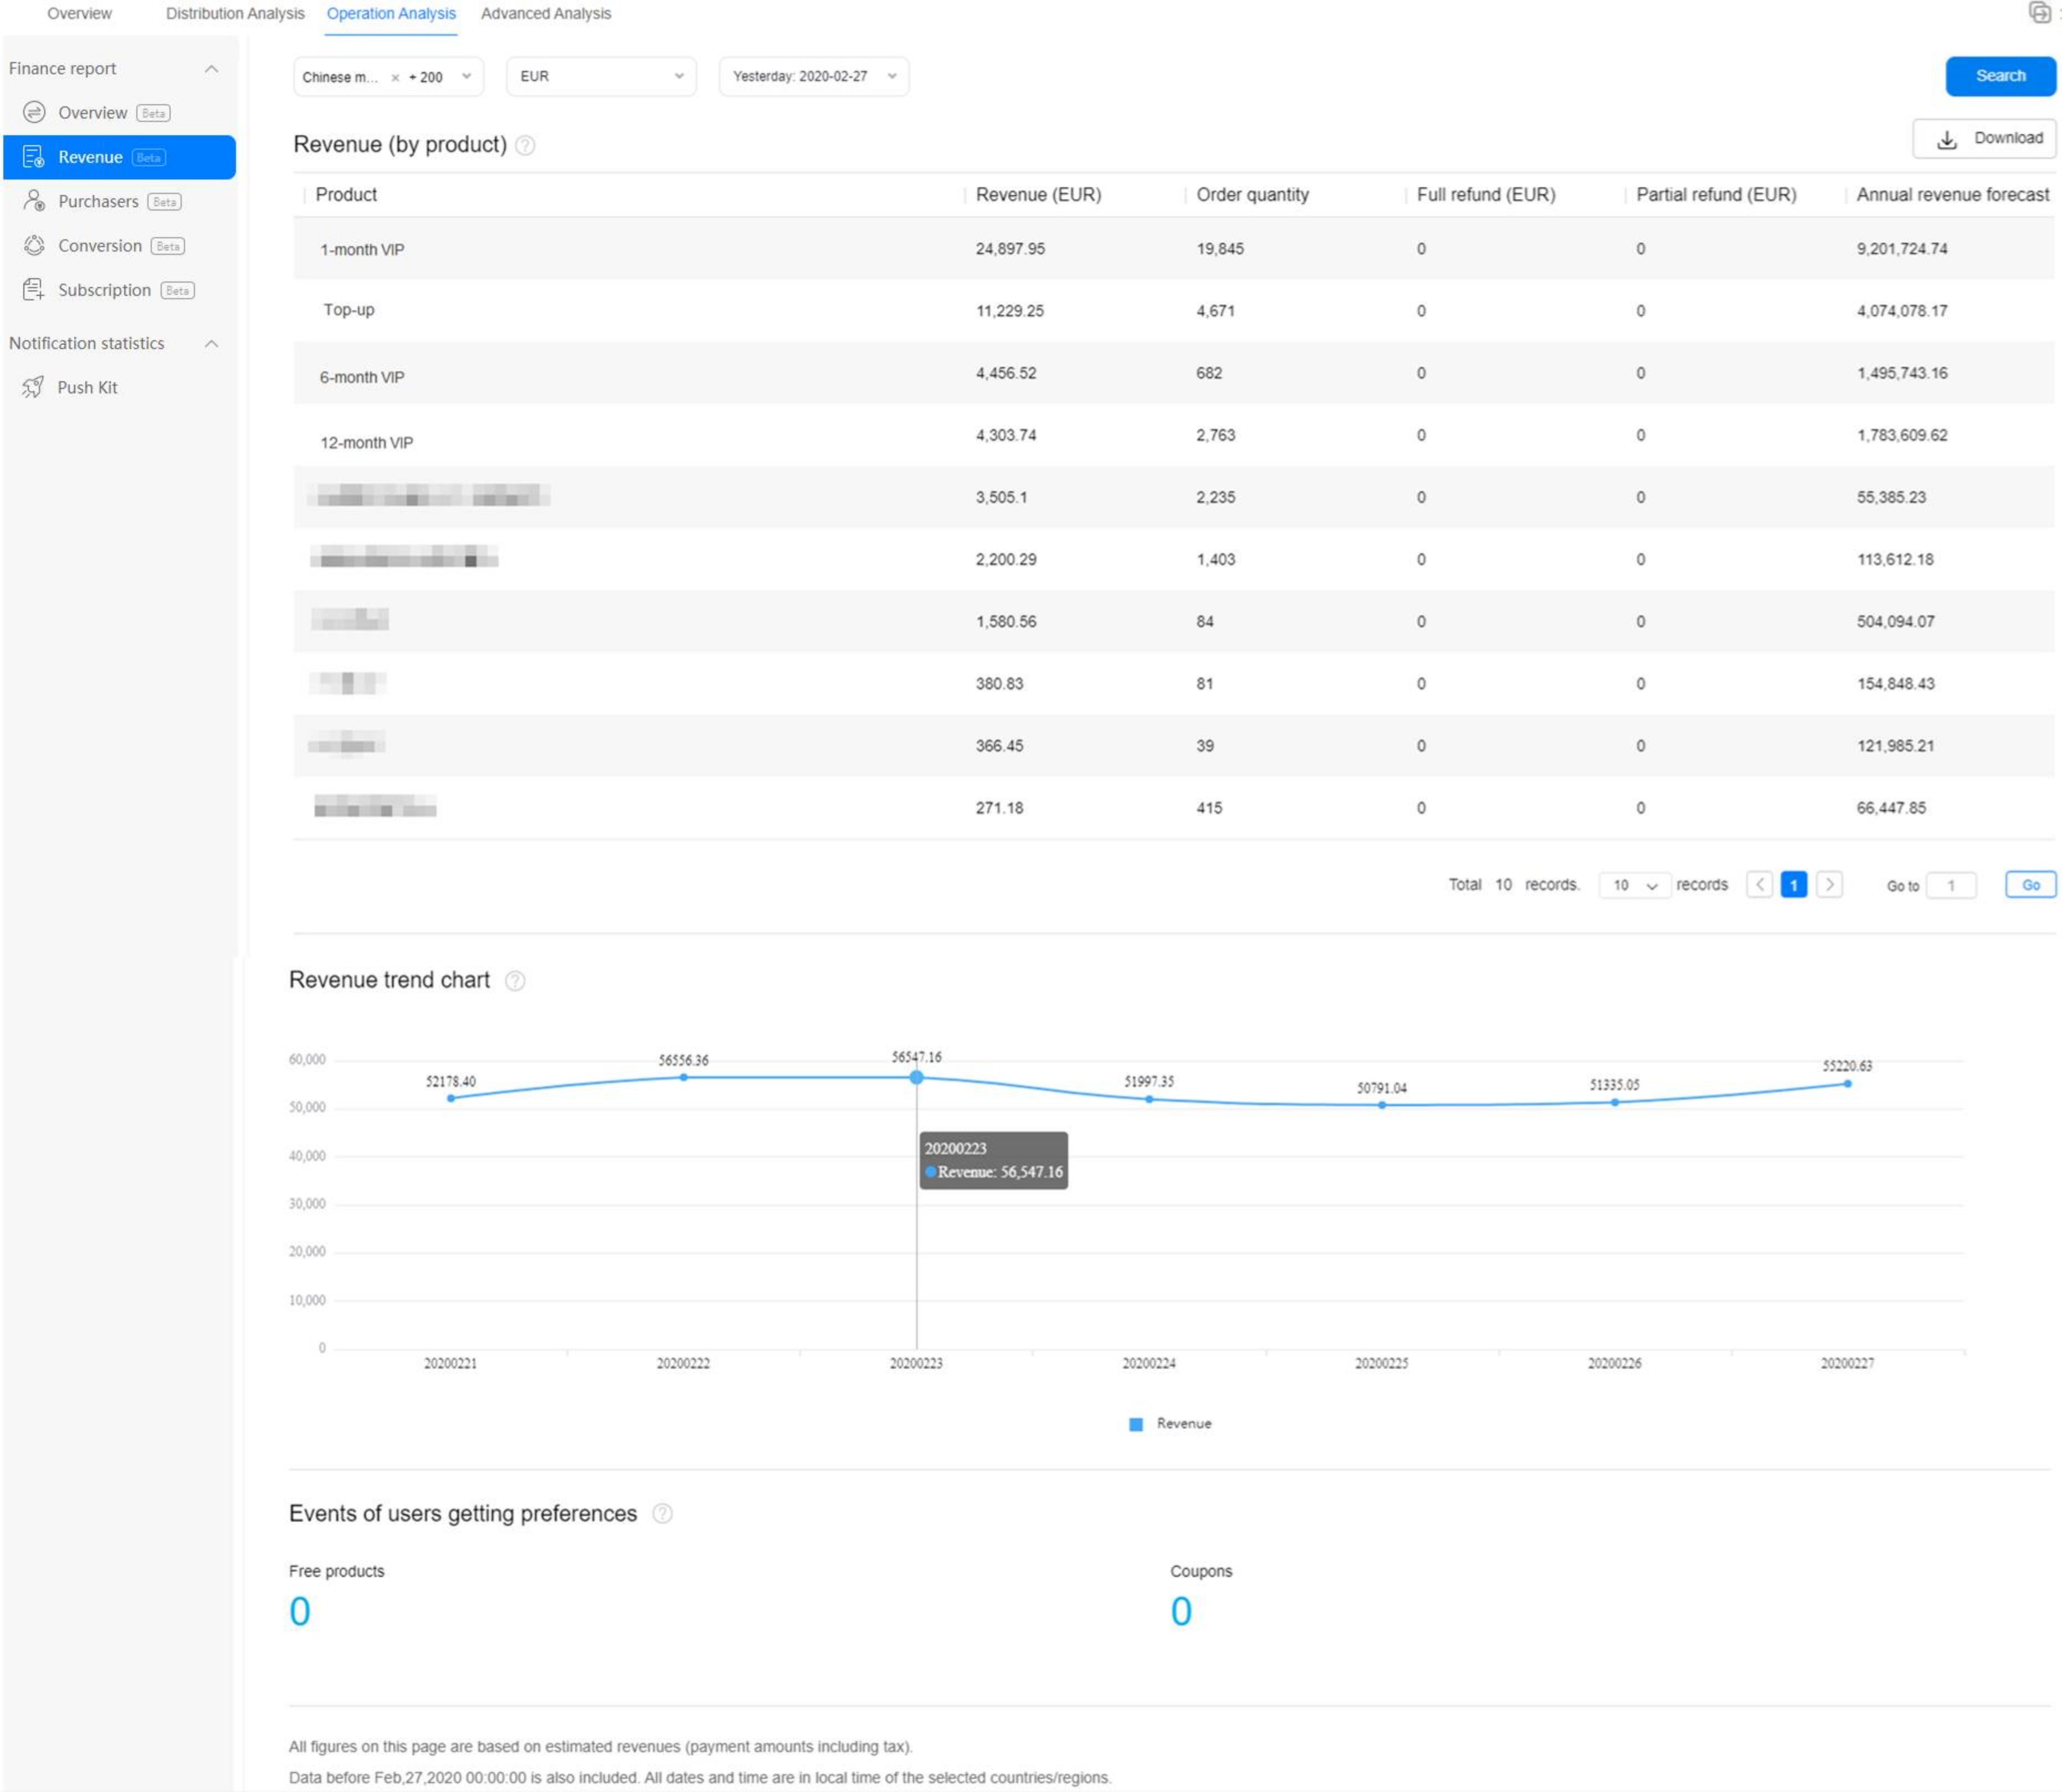 Overview Distribution Analysis Operation Analysis Advanced Analysis
Finance report
Overview Beta
Revenue Beta
Purchasers Beta
Conversion Beta
Subscription Beta
Notification statistics
Push Kit
Chinese m... × + 200 EUR Yesterday: 2020-02-27 Search
Revenue (by product) ? Download
Product Revenue (EUR) Order quantity Full refund (EUR) Partial refund (EUR) Annual revenue forecast
1-month VIP 24,897.95 19,845 0 0 9,201,724.74
Top-up 11,229.25 4,671 0 0 4,074,078.17
6-month VIP 4,456.52 682 0 0 1,495,743.16
12-month VIP 4,303.74 2,763 0 0 1,783,609.62
3,505.1 2,235 0 0 55,385.23
2,200.29 1,403 0 0 113,612.18
1,580.56 84 0 0 504,094.07
380.83 81 0 0 154,848.43
366.45 39 0 0 121,985.21
271.18 415 0 0 66,447.85
Total 10 records. 10 records < 1 > Go to 1 Go
Revenue trend chart ?
60,000
50,000
40,000
30,000
20,000
10,000
0
52178.40 56556.36 56547.16 51997.35 50791.04 51335.05 55220.63
20200223
Revenue: 56,547.16
20200221 20200222 20200223 20200224 20200225 20200226 20200227
Revenue
Events of users getting preferences ?
Free products Coupons
0 0
All figures on this page are based on estimated revenues (payment amounts including tax).
Data before Feb,27,2020 00:00:00 is also included. All dates and time are in local time of the selected countries/regions.